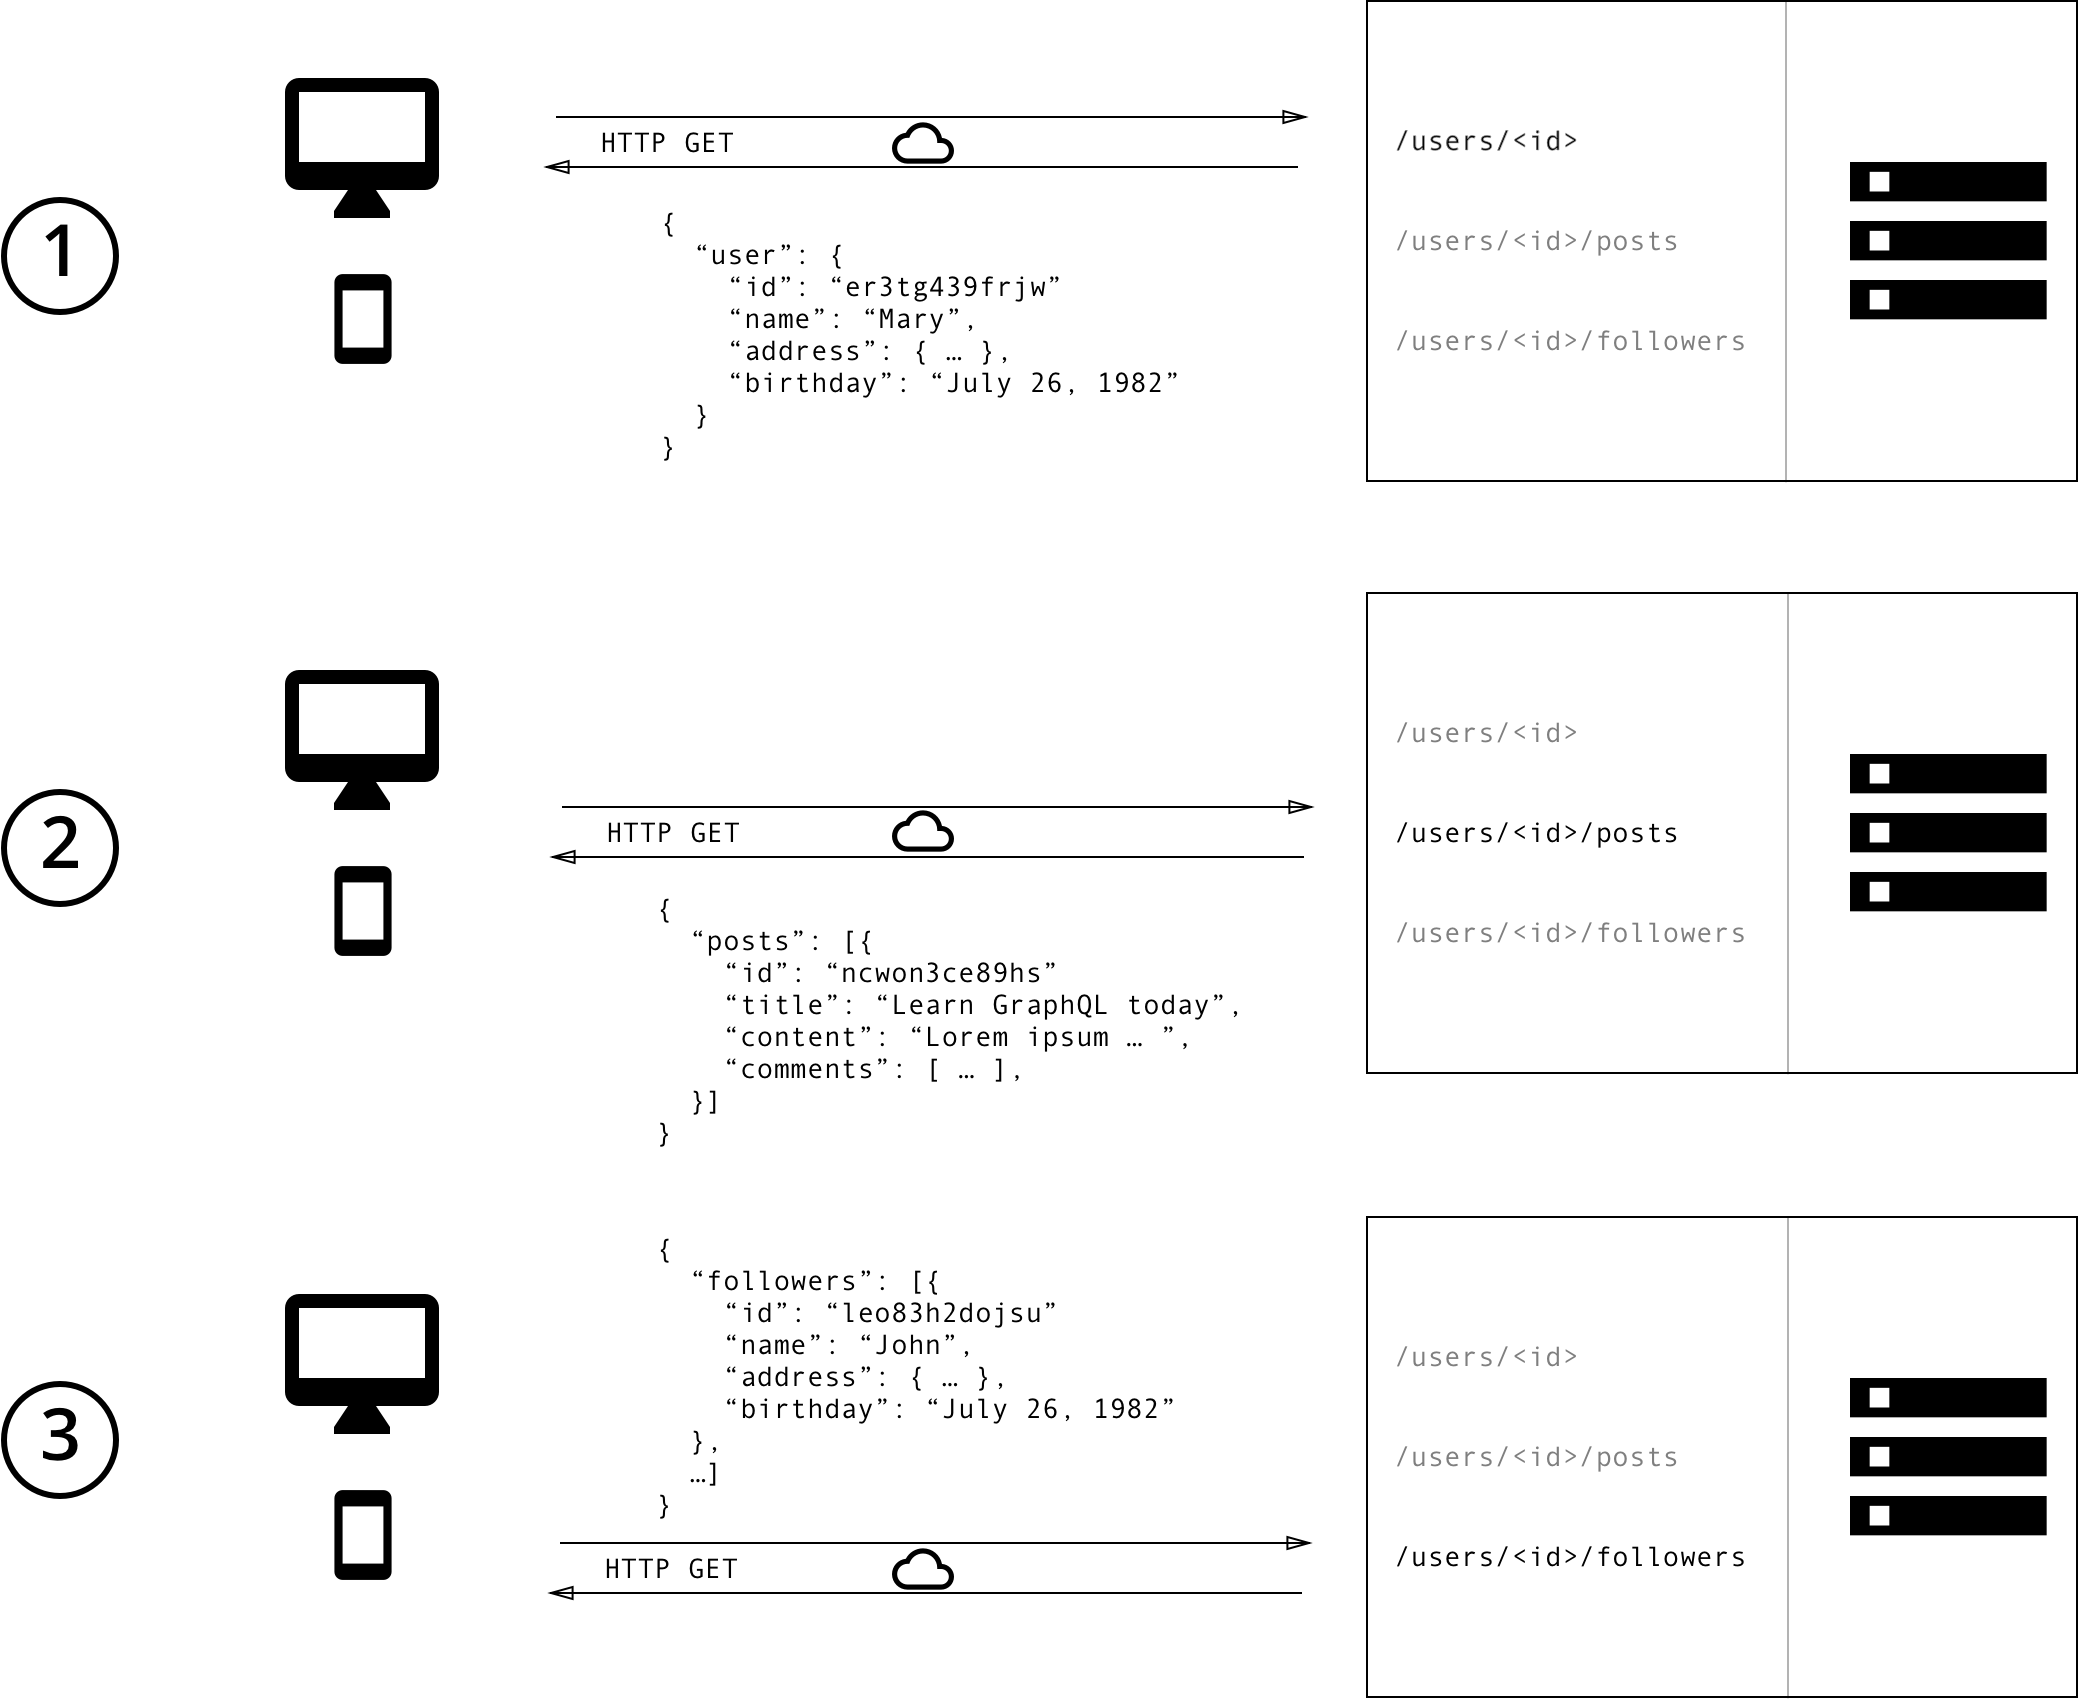 1
HTTP GET
{
“user”: {
“id”: “er3tg439frjw”
“name”: “Mary”,
“address”: { … },
“birthday”: “July 26, 1982”
}
}
/users/<id>
/users/<id>/posts
/users/<id>/followers
2
HTTP GET
{
“posts”: [{
“id”: “ncwon3ce89hs”
“title”: “Learn GraphQL today”,
“content”: “Lorem ipsum … ”,
“comments”: [ … ],
}]
}
/users/<id>
/users/<id>/posts
/users/<id>/followers
3
{
“followers”: [{
“id”: “leo83h2dojsu”
“name”: “John”,
“address”: { … },
“birthday”: “July 26, 1982”
},
…]
}
HTTP GET
/users/<id>
/users/<id>/posts
/users/<id>/followers